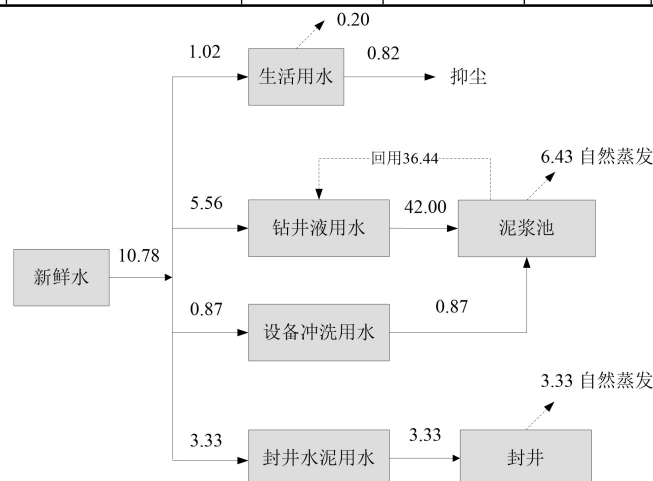 0.20
1.02
生活用水
0.82
抑尘
回用36.44
6.43 自然蒸发
5.56
钻井液用水
42.00
泥浆池
新鲜水
10.78
0.87
设备冲洗用水
0.87
3.33 自然蒸发
3.33
封井水泥用水
3.33
封井